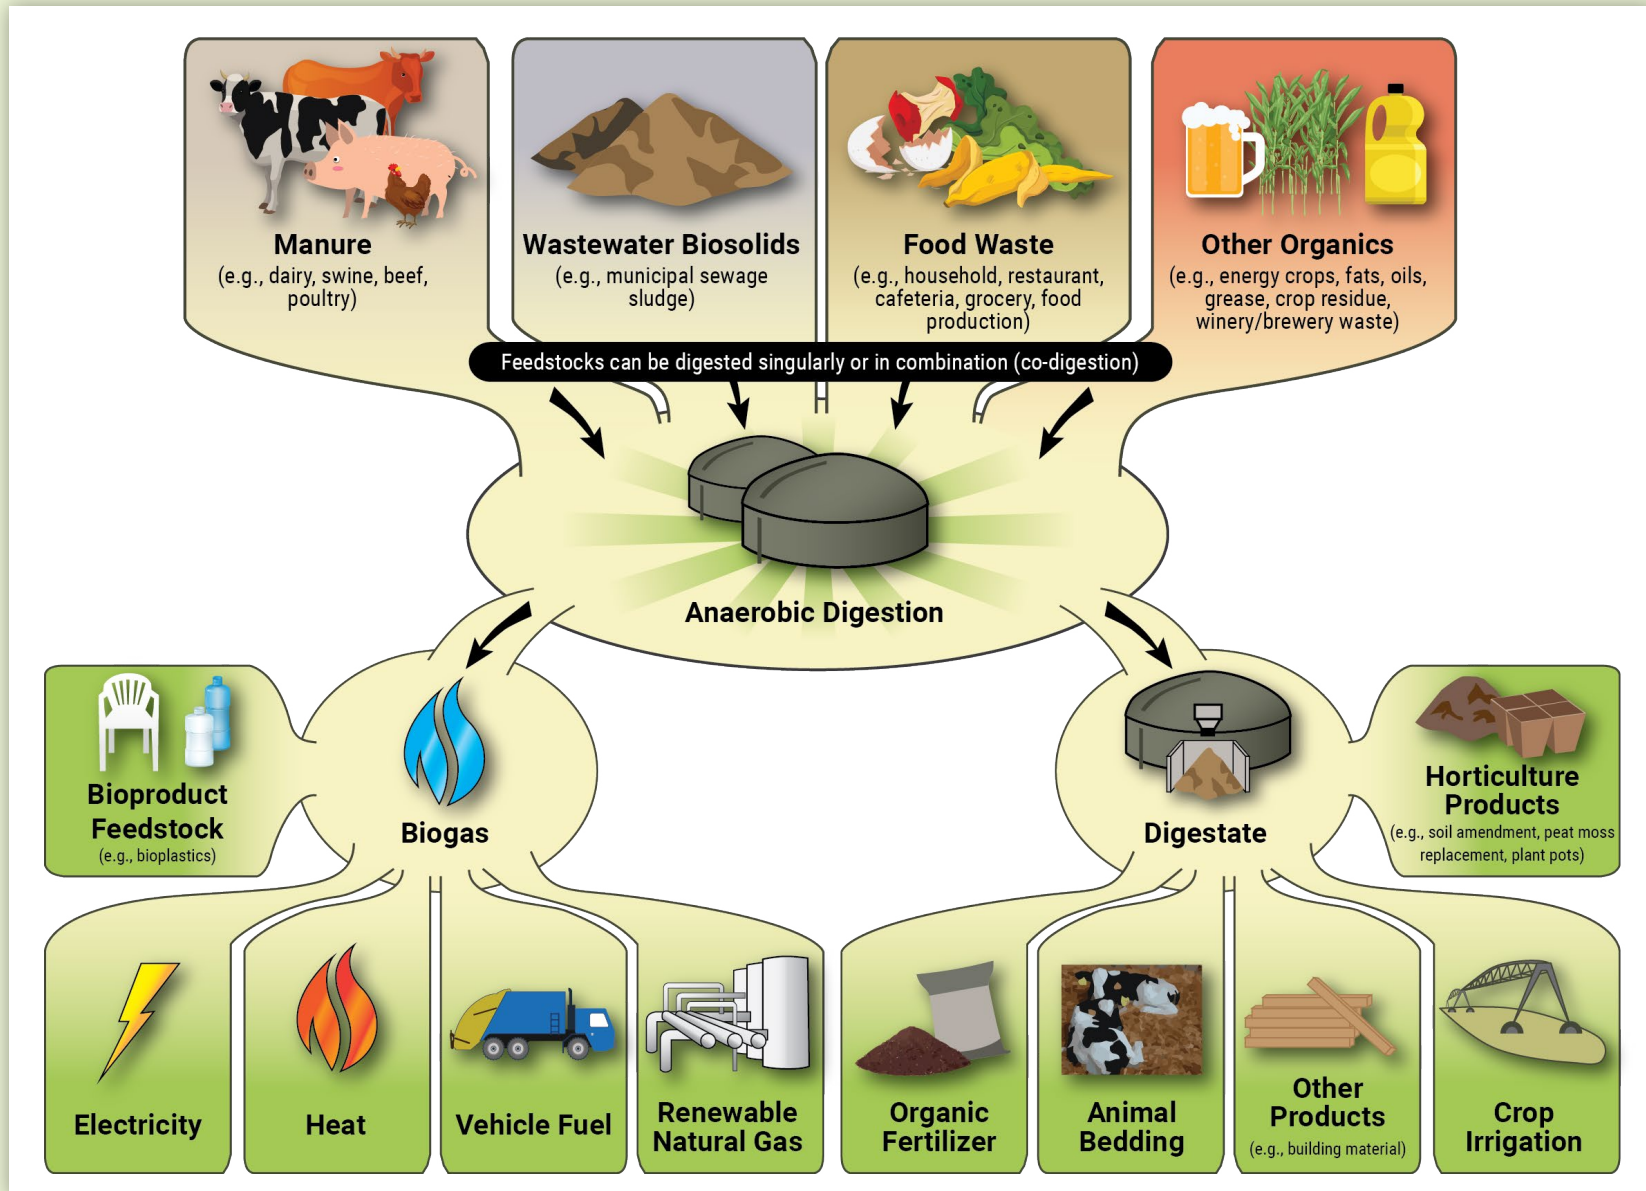 Manure
(e.g., dairy, swine, beef,
poultry)
Wastewater Biosolids
(e.g., municipal sewage
sludge)
Food Waste
(e.g., household, restaurant,
cafeteria, grocery, food
production)
Other Organics
(e.g., energy crops, fats, oils,
grease, crop residue,
winery/brewery waste)
Feedstocks can be digested singularly or in combination (co-digestion)
Anaerobic Digestion
Bioproduct
Feedstock
(e.g., bioplastics)
Biogas
Digestate
Horticulture
Products
(e.g., soil amendment, peat moss
replacement, plant pots)
Electricity
Heat
Vehicle Fuel
Renewable
Natural Gas
Organic
Fertilizer
Animal
Bedding
Other
Products
(e.g., building material)
Crop
Irrigation